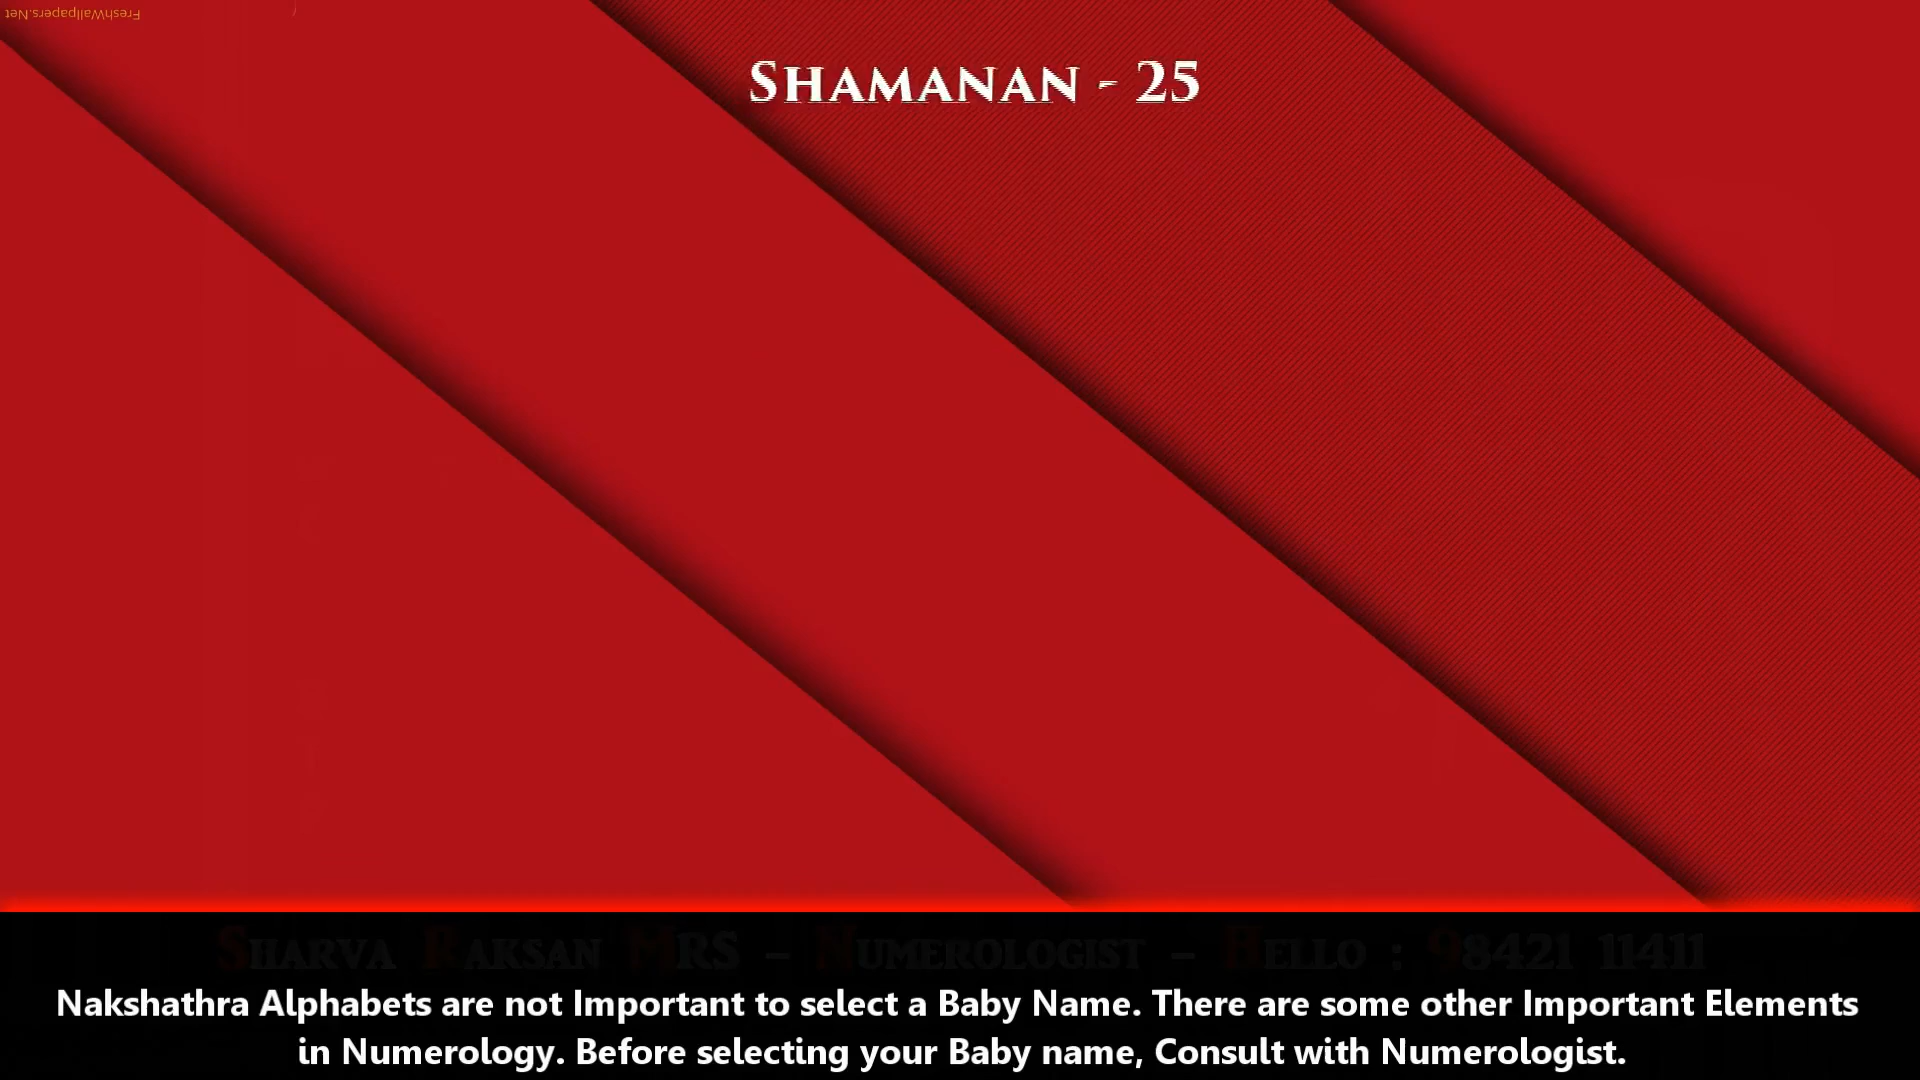 FreshWallpapers.Net
SHAMANAN - 25
SHARVA RAKSAN MRS – NUMEROLOGIST – HELLO : 98421 11411
Nakshathra Alphabets are not Important to select a Baby Name. There are some other Important Elements
in Numerology. Before selecting your Baby name, Consult with Numerologist.